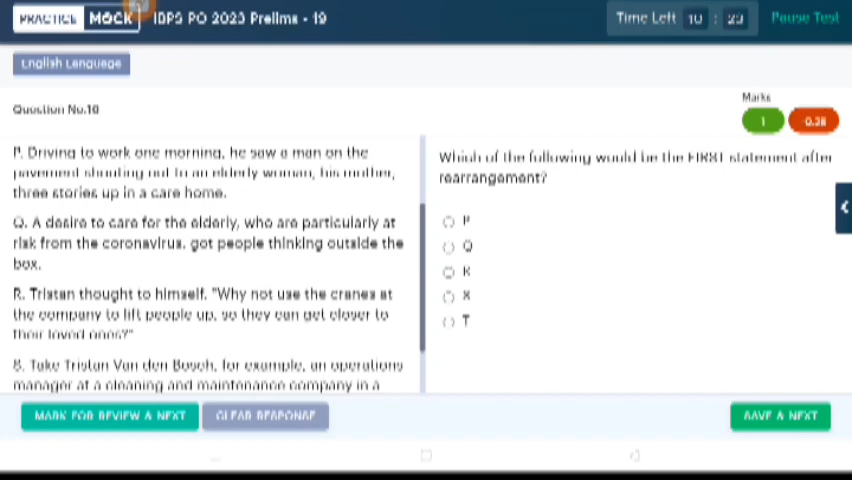 PRACTICE MOCK IBPS PO 2023 Prelims - 19
Time Left 10 : 23 Pause Test
English Language
Question No.10
Marks
1 -0.25
P. Driving to work one morning, he saw a man on the
pavement shouting out to an elderly woman, his mother,
three stories up in a care home.
Q. A desire to care for the elderly, who are particularly at
risk from the coronavirus, got people thinking outside the
box.
R. Tristan thought to himself, "Why not use the cranes at
the company to lift people up, so they can get closer to
their loved ones?"
S. Take Tristan Van den Bosch, for example, an operations
manager at a cleaning and maintenance company in a
Which of the following would be the FIRST statement after
rearrangement?
P
Q
R
S
T
MARK FOR REVIEW & NEXT
CLEAR RESPONSE
SAVE & NEXT